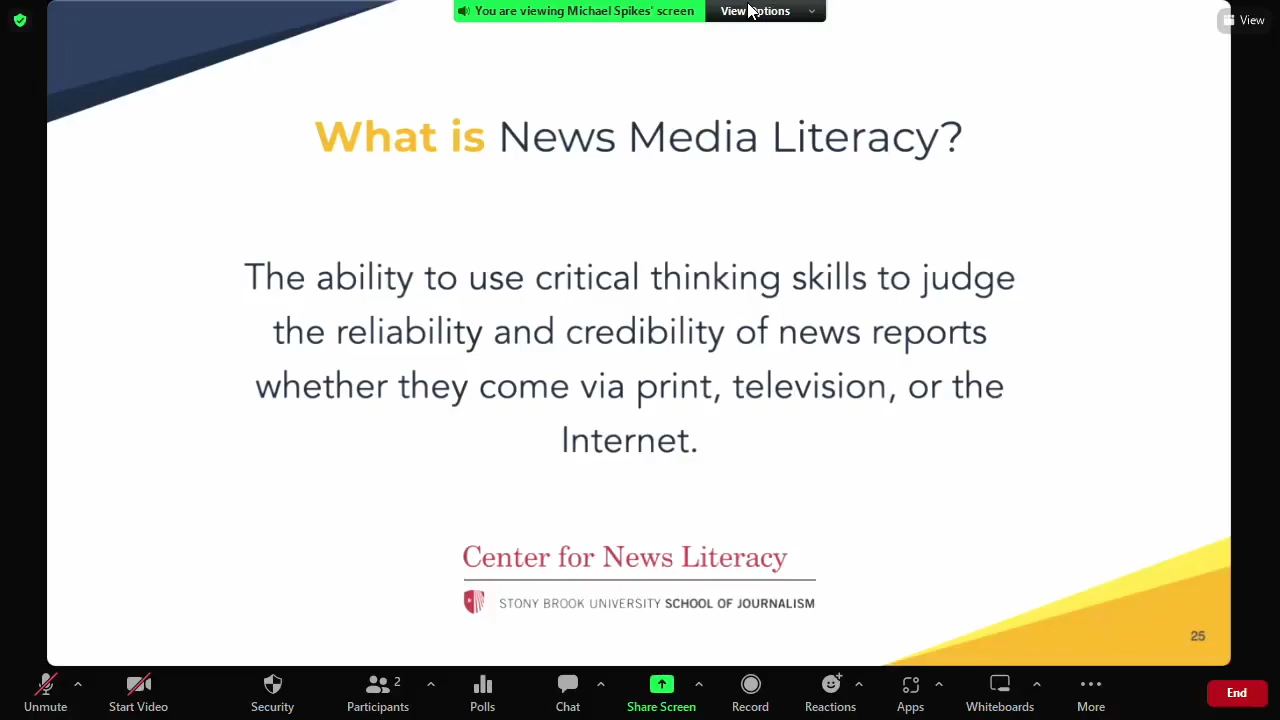 You are viewing Michael Spikes' screen
View Options
View
What is News Media Literacy?
The ability to use critical thinking skills to judge
the reliability and credibility of news reports
whether they come via print, television, or the
Internet.
Center for News Literacy
STONY BROOK UNIVERSITY SCHOOL OF JOURNALISM
25
Unmute
Start Video
Security
Participants
2
Polls
Chat
Share Screen
Record
Reactions
Apps
Whiteboards
More
End